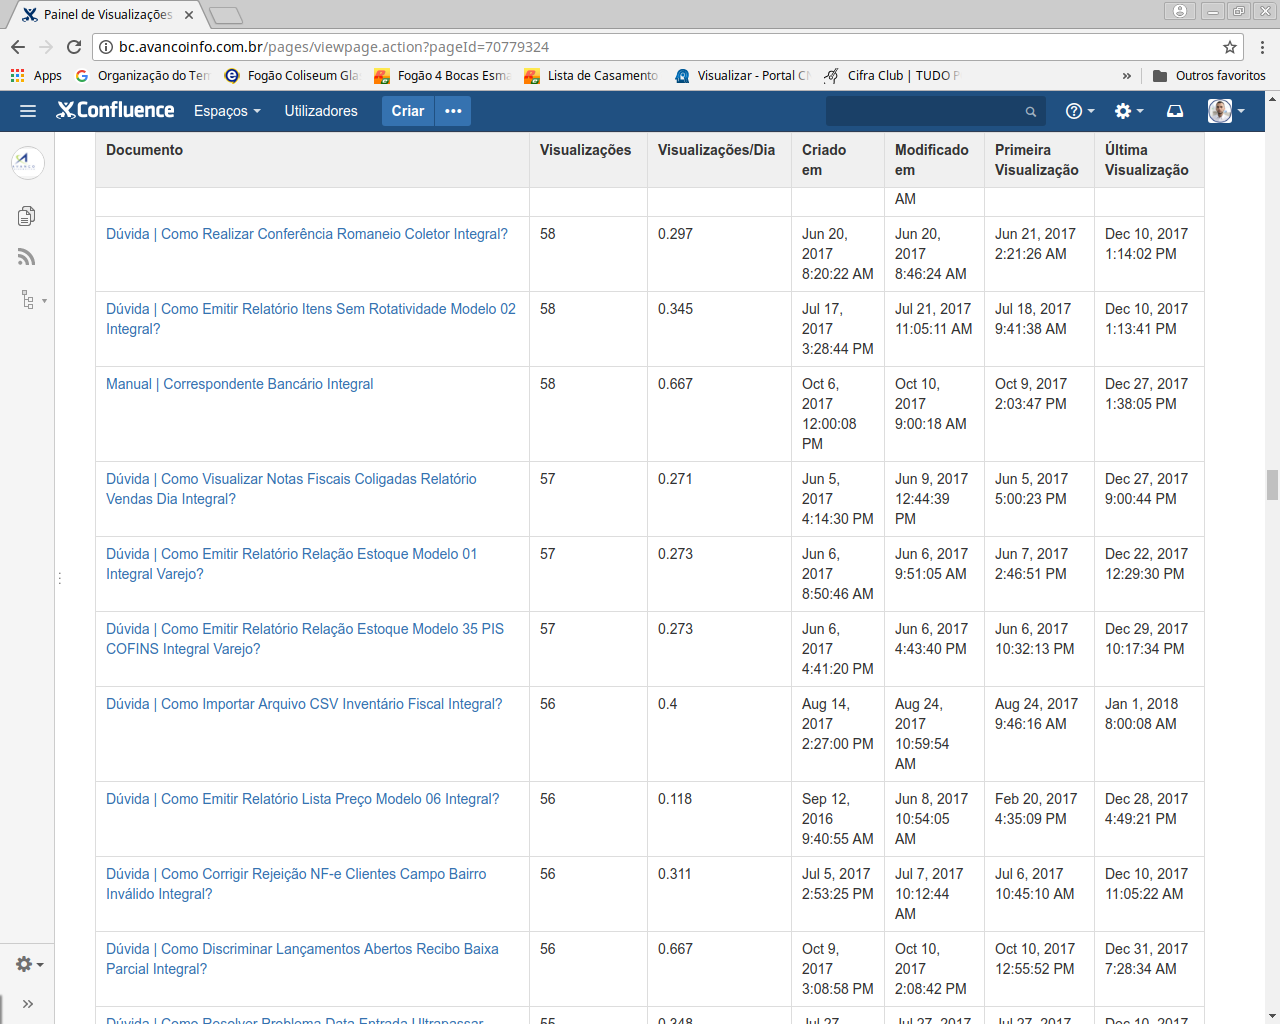 Painel de Visualizações
bc.avancoinfo.com.br/pages/viewpage.action?pageId=70779324
Apps Organização do Ter Fogão Coliseum Gla Fogão 4 Bocas Esma Lista de Casamento Visualizar - Portal C Cifra Club | TUDO P » Outros favoritos
Confluence Espaços Utilizadores Criar •••
Documento Visualizações Visualizações/Dia Criado em Modificado em Primeira Visualização Última Visualização
AM
Dúvida | Como Realizar Conferência Romaneio Coletor Integral? 58 0.297 Jun 20, Jun 20, Jun 21, 2017 Dec 10, 2017
2017 2017 2:21:26 AM 1:14:02 PM
8:20:22 AM 8:46:24 AM
Dúvida | Como Emitir Relatório Itens Sem Rotatividade Modelo 02 58 0.345 Jul 17, Jul 21, 2017 Jul 18, 2017 Dec 10, 2017
Integral? 2017 11:05:11 AM 9:41:38 AM 1:13:41 PM
3:28:44 PM
Manual | Correspondente Bancário Integral 58 0.667 Oct 6, Oct 10, Oct 9, 2017 Dec 27, 2017
2017 2017 2:03:47 PM 1:38:05 PM
12:00:08 9:00:18 AM
PM
Dúvida | Como Visualizar Notas Fiscais Coligadas Relatório 57 0.271 Jun 5, Jun 9, 2017 Jun 5, 2017 Dec 27, 2017
Vendas Dia Integral? 2017 12:44:39 5:00:23 PM 9:00:44 PM
4:14:30 PM PM
Dúvida | Como Emitir Relatório Relação Estoque Modelo 01 57 0.273 Jun 6, Jun 6, 2017 Jun 7, 2017 Dec 22, 2017
Integral Varejo? 2017 9:51:05 AM 2:46:51 PM 12:29:30 PM
8:50:46 AM
Dúvida | Como Emitir Relatório Relação Estoque Modelo 35 PIS 57 0.273 Jun 6, Jun 6, 2017 Jun 6, 2017 Dec 29, 2017
COFINS Integral Varejo? 2017 4:43:40 PM 10:32:13 PM 10:17:34 PM
4:41:20 PM
Dúvida | Como Importar Arquivo CSV Inventário Fiscal Integral? 56 0.4 Aug 14, Aug 24, Aug 24, 2017 Jan 1, 2018
2017 2017 9:46:16 AM 8:00:08 AM
2:27:00 PM 10:59:54
AM
Dúvida | Como Emitir Relatório Lista Preço Modelo 06 Integral? 56 0.118 Sep 12, Jun 8, 2017 Feb 20, 2017 Dec 28, 2017
2016 10:54:05 4:35:09 PM 4:49:21 PM
9:40:55 AM AM
Dúvida | Como Corrigir Rejeição NF-e Clientes Campo Bairro 56 0.311 Jul 5, 2017 Jul 7, 2017 Jul 6, 2017 Dec 10, 2017
Inválido Integral? 2:53:25 PM 10:12:44 10:45:10 AM 11:05:22 AM
AM
Dúvida | Como Discriminar Lançamentos Abertos Recibo Baixa 56 0.667 Oct 9, Oct 10, Oct 10, 2017 Dec 31, 2017
Parcial Integral? 2017 2017 12:55:52 PM 7:28:34 AM
3:08:58 PM 2:08:42 PM
Dúvida | Como Resolver Problema Data Entrada Ultrapassar 55 0.348 Jul 27, Jul 27, 2017 Jul 27, 2017 Dec 10, 2017